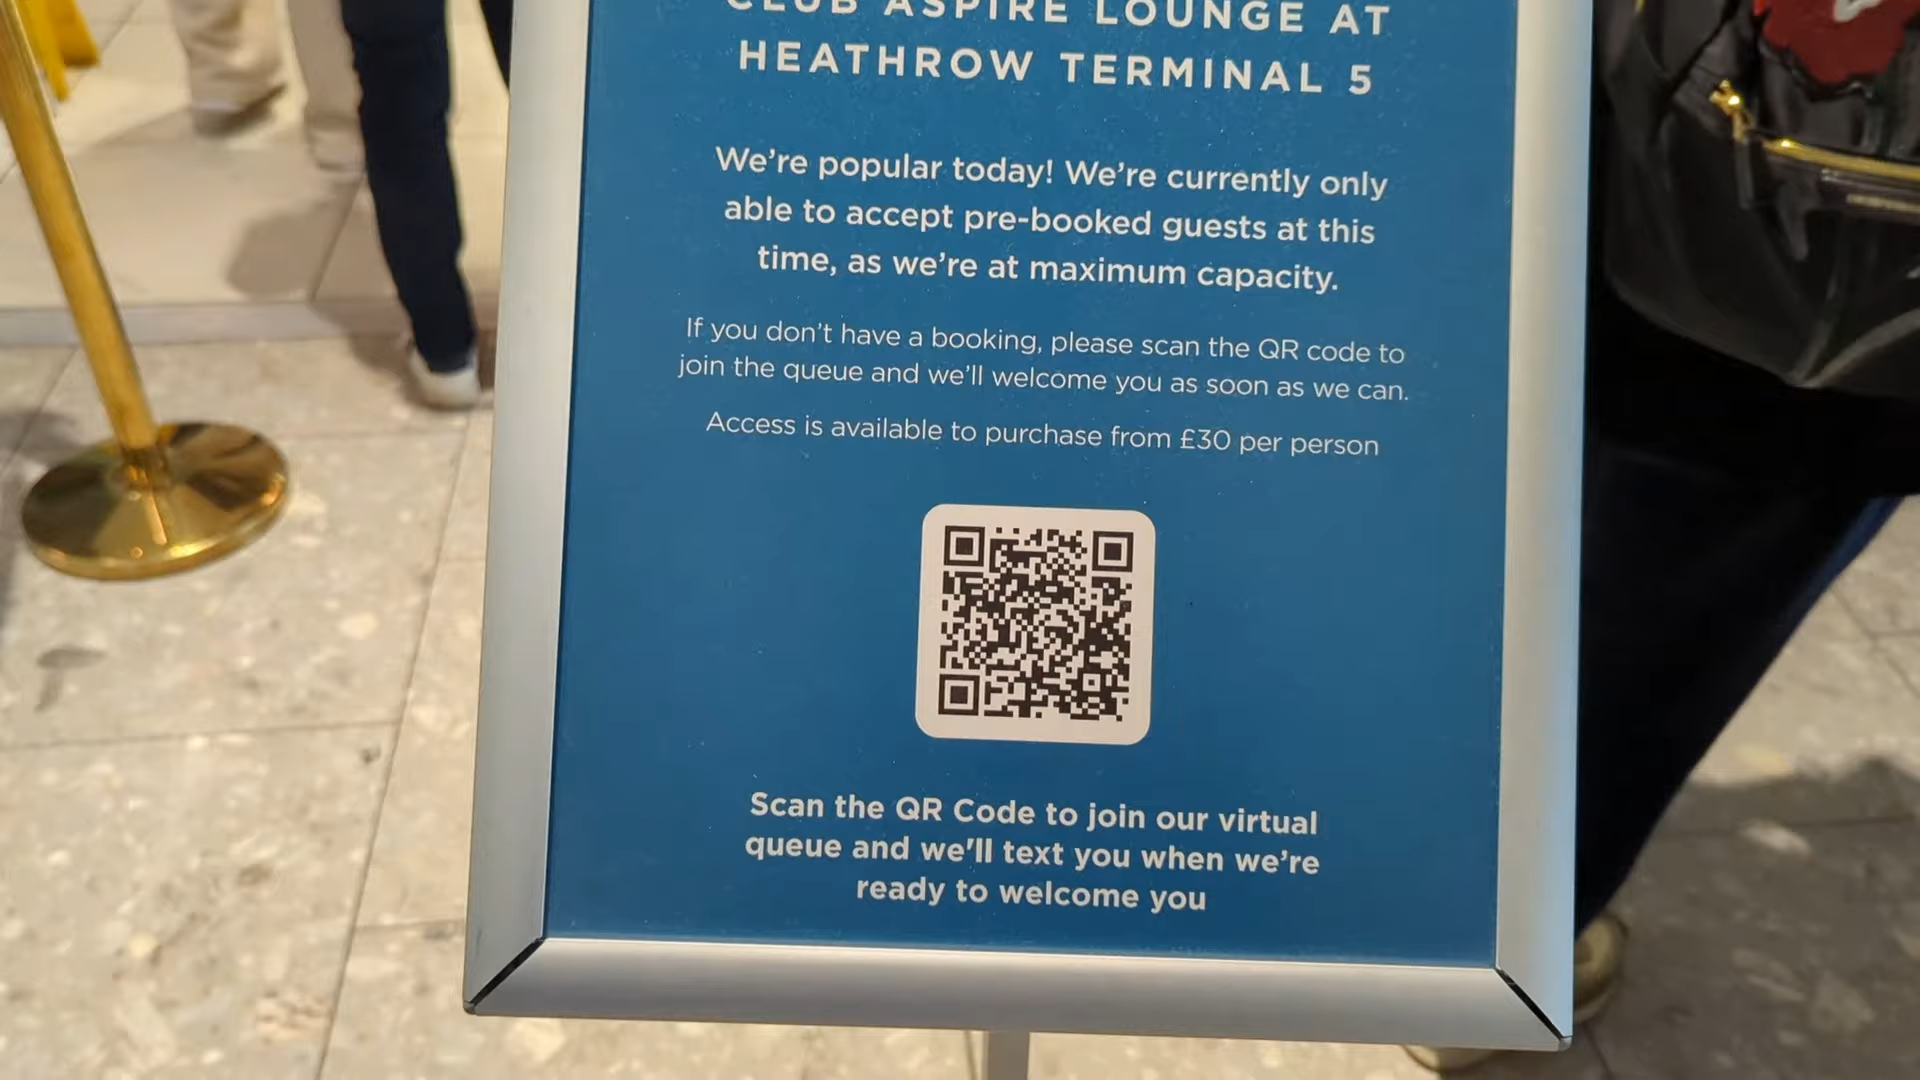 CLUB ASPIRE LOUNGE AT
HEATHROW TERMINAL 5
We're popular today! We're currently only
able to accept pre-booked guests at this
time, as we're at maximum capacity.
If you don't have a booking, please scan the QR code to
join the queue and we'll welcome you as soon as we can.
Access is available to purchase from £30 per person
Scan the QR Code to join our virtual
queue and we'll text you when we're
ready to welcome you